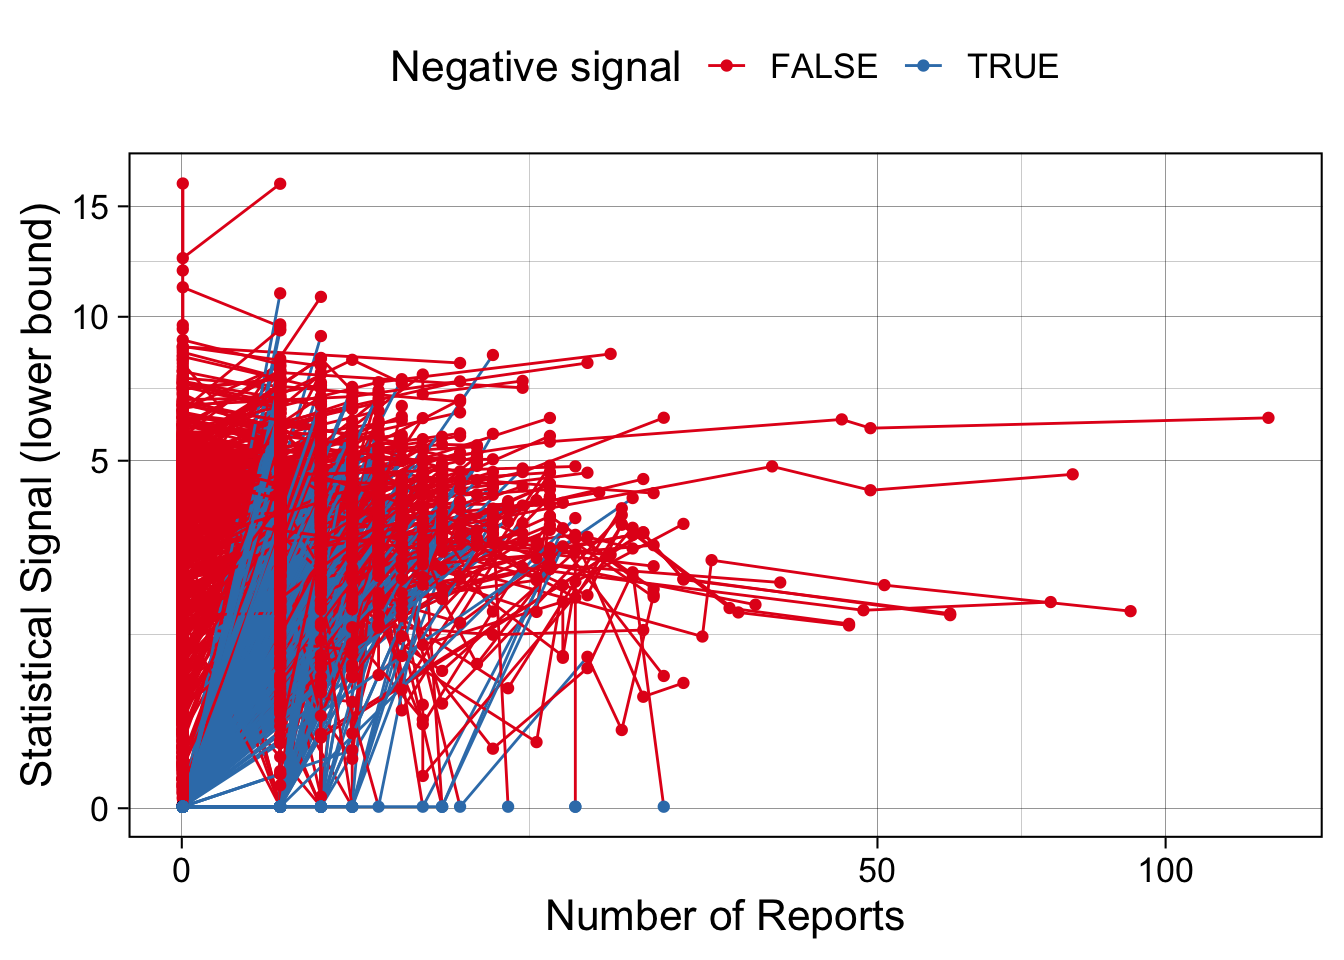 Negative signal FALSE TRUE
Statistical Signal (lower bound)
15
10
5
0
0 50 100
Number of Reports